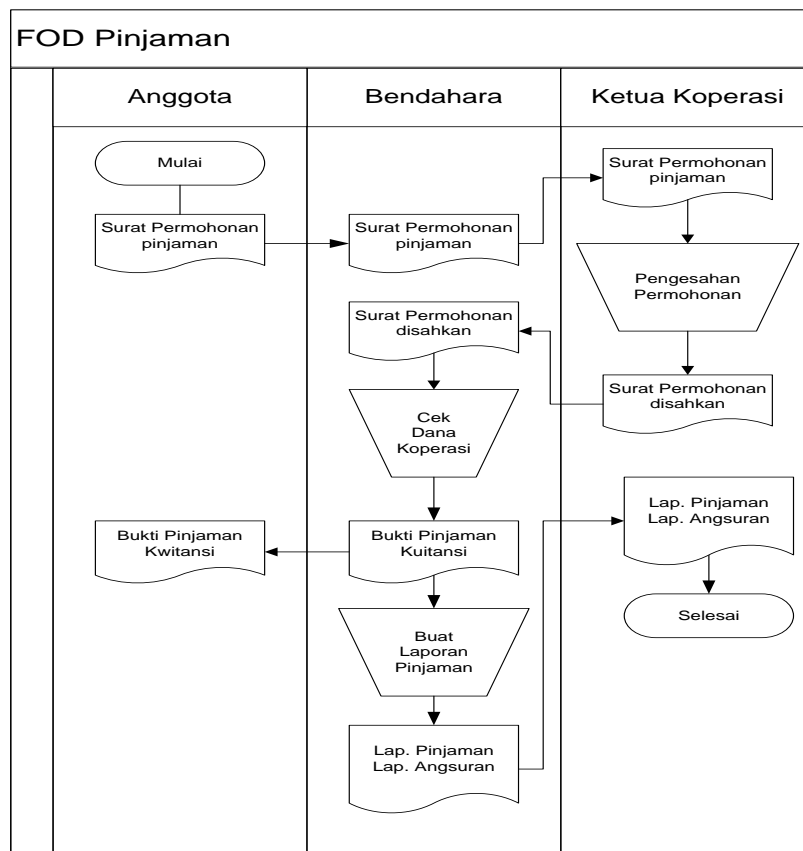 FOD Pinjaman
Anggota
Bendahara
Ketua Koperasi
Mulai
Surat Permohonan
pinjaman
Surat Permohonan
pinjaman
Surat Permohonan
pinjaman
Pengesahan
Permohonan
Surat Permohonan
disahkan
Surat Permohonan
disahkan
Cek
Dana
Koperasi
Bukti Pinjaman
Kuitansi
Bukti Pinjaman
Kwitansi
Buat
Laporan
Pinjaman
Lap. Pinjaman
Lap. Angsuran
Lap. Pinjaman
Lap. Angsuran
Selesai